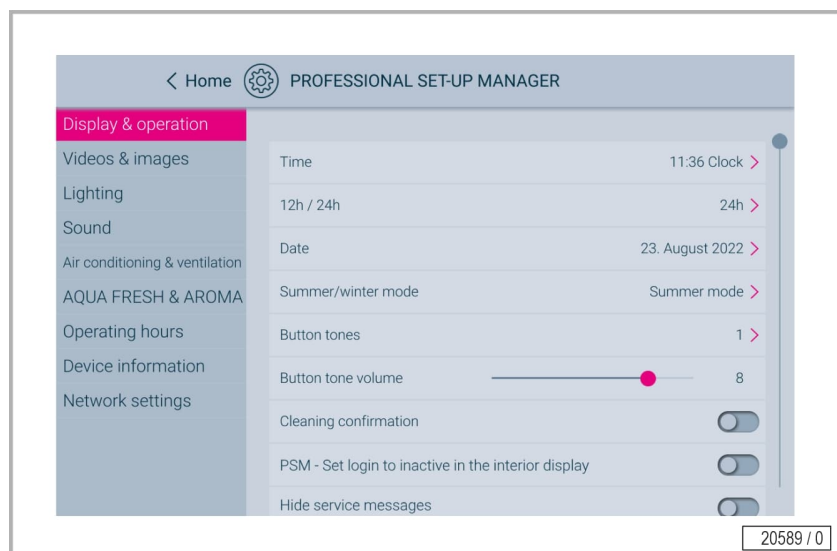 Home
PROFESSIONAL SET-UP MANAGER
Display & operation
Videos & images
Lighting
Sound
Air conditioning & ventilation
AQUA FRESH & AROMA
Operating hours
Device information
Network settings
Time 11:36 Clock
12h / 24h 24h
Date 23. August 2022
Summer/winter mode Summer mode
Button tones 1
Button tone volume 8
Cleaning confirmation
PSM - Set login to inactive in the interior display
Hide service messages
20589 / 0